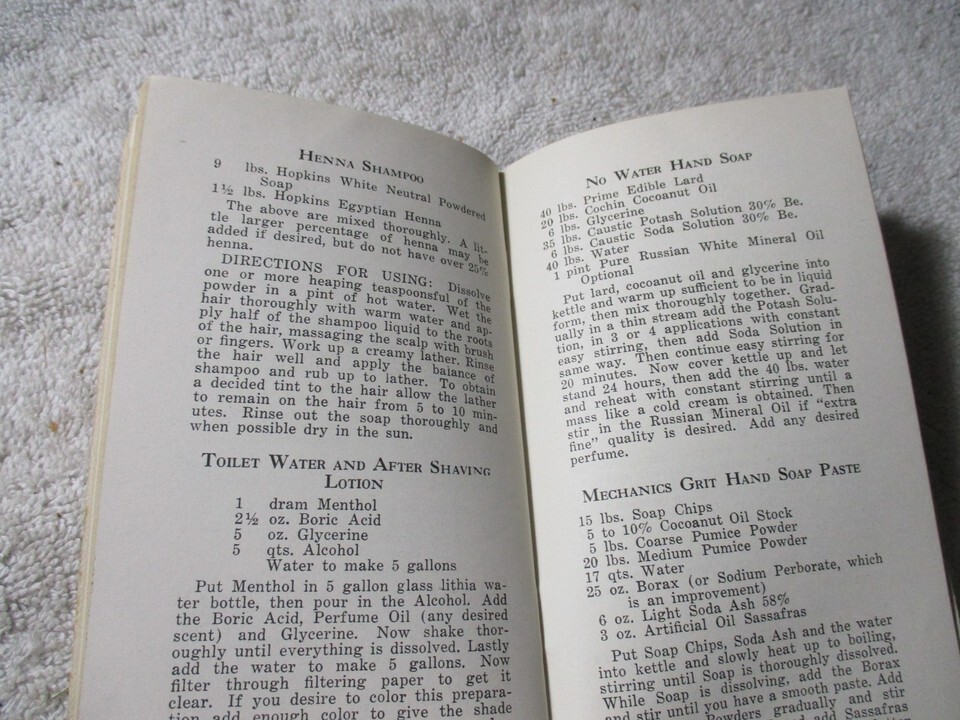 HENNA SHAMPOO
9 lbs. Hopkins White Neutral Powdered
Soap
1½ lbs. Hopkins Egyptian Henna
The above are mixed thoroughly. A lit-
tle larger percentage of henna may be
added if desired, but do not have over 25%
henna.
DIRECTIONS FOR USING: Dissolve
one or more heaping teaspoonsful of the
powder in a pint of hot water. Wet the
hair thoroughly with warm water and ap-
ply half of the shampoo liquid to the roots
of the hair, massaging the scalp with brush
or fingers. Work up a creamy lather. Rinse
the hair well and apply the balance of
shampoo and rub up to lather. To obtain
a decided tint to the hair allow the lather
to remain on the hair from 5 to 10 min-
utes. Rinse out the soap thoroughly and
when possible dry in the sun.
TOILET WATER AND AFTER SHAVING
LOTION
1 dram Menthol
2½ oz. Boric Acid
5 oz. Glycerine
5 qts. Alcohol
Water to make 5 gallons
Put Menthol in 5 gallon glass lithia wa-
ter bottle, then pour in the Alcohol. Add
the Boric Acid, Perfume Oil (any desired
scent) and Glycerine. Now shake thor-
oughly until everything is dissolved. Lastly
add the water to make 5 gallons. Now
filter through filtering paper to get it
clear. If you desire to color this prepara-
tion add enough color to give the shade
NO WATER HAND SOAP
40 lbs. Prime Edible Lard
20 lbs. Cochin Cocoanut Oil
6 lbs. Glycerine
35 lbs. Caustic Potash Solution 30% Be.
6 lbs. Caustic Soda Solution 30% Be.
40 lbs. Water
1 pint Pure Russian White Mineral Oil
Optional
Put lard, cocoanut oil and glycerine into
kettle and warm up sufficient to be in liquid
form, then mix thoroughly together. Grad-
ually in a thin stream add the Potash Solu-
tion, in 3 or 4 applications with constant
easy stirring, then add Soda Solution in
same way. Then continue easy stirring for
20 minutes. Now cover kettle up and let
stand 24 hours, then add the 40 lbs. water
and reheat with constant stirring until a
mass like a cold cream is obtained. Then
stir in the Russian Mineral Oil if "extra
fine" quality is desired. Add any desired
perfume.
MECHANICS GRIT HAND SOAP PASTE
15 lbs. Soap Chips
5 to 10% Cocoanut Oil Stock
5 lbs. Coarse Pumice Powder
20 lbs. Medium Pumice Powder
17 qts. Water
25 oz. Borax (or Sodium Perborate, which
is an improvement)
6 oz. Light Soda Ash 58%
3 oz. Artificial Oil Sassafras
Put Soap Chips, Soda Ash and the water
into kettle and slowly heat up to boiling,
stirring until Soap is thoroughly dissolved.
While Soap is dissolving, add the Borax
and stir until you have a smooth paste. Add
Powders gradually and stir
add Sassafras